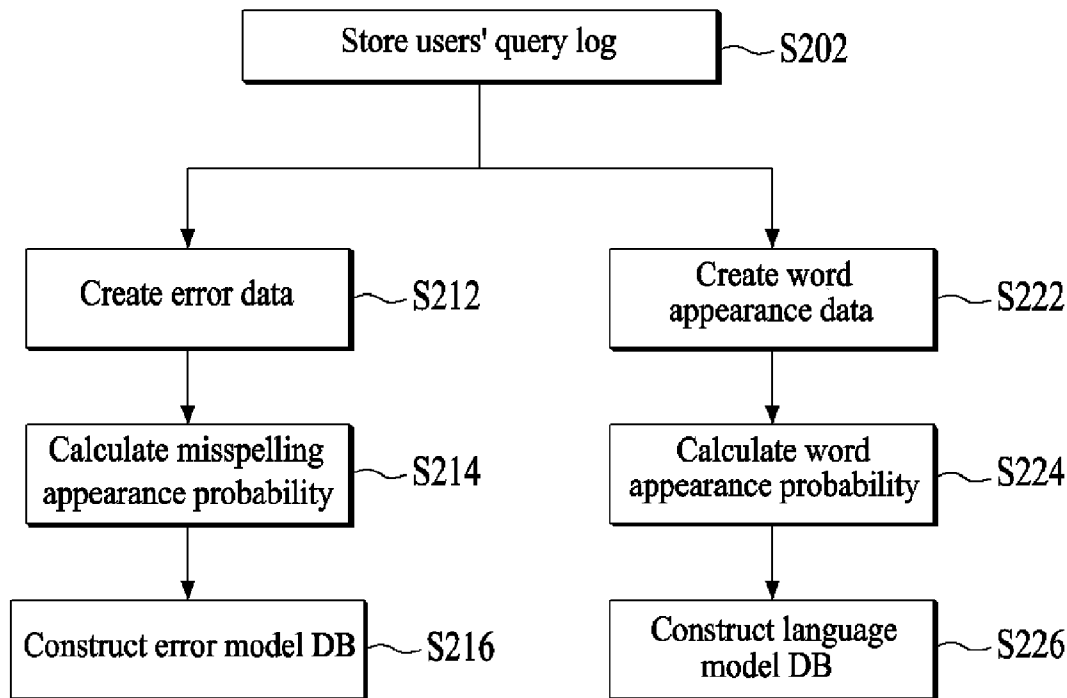 Store users' query log
S202
Create error data
S212
Create word
appearance data
S222
Calculate misspelling
appearance probability
S214
Calculate word
appearance probability
S224
Construct error model DB
S216
Construct language
model DB
S226